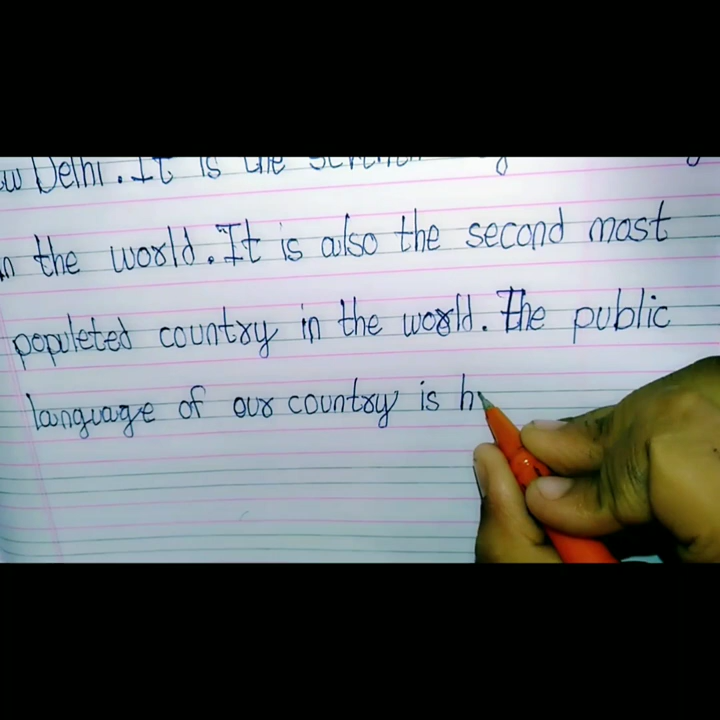 Delhi. It is the seventh
the world. It is also the second most
populeted country in the world. The public
language of our country is h